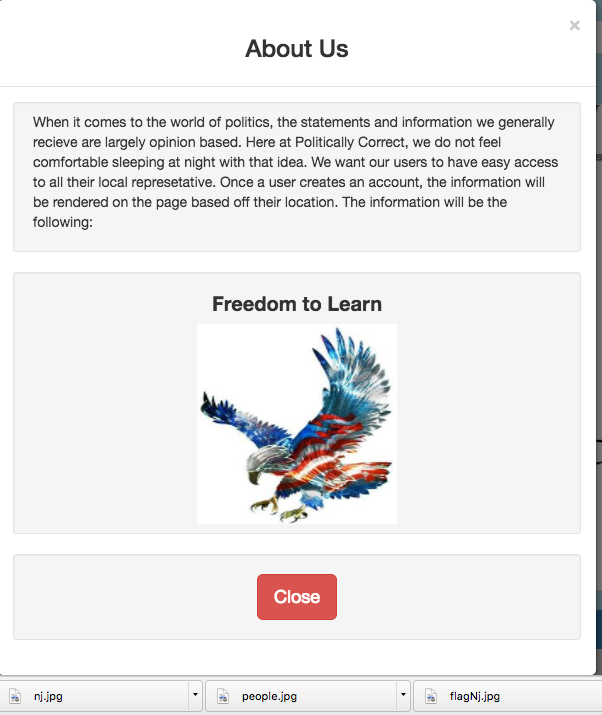 ×
About Us
When it comes to the world of politics, the statements and information we generally
recieve are largely opinion based. Here at Politically Correct, we do not feel
comfortable sleeping at night with that idea. We want our users to have easy access
to all their local represetative. Once a user creates an account, the information will
be rendered on the page based off their location. The information will be the
following:
Freedom to Learn
Close
nj.jpg people.jpg flagNj.jpg